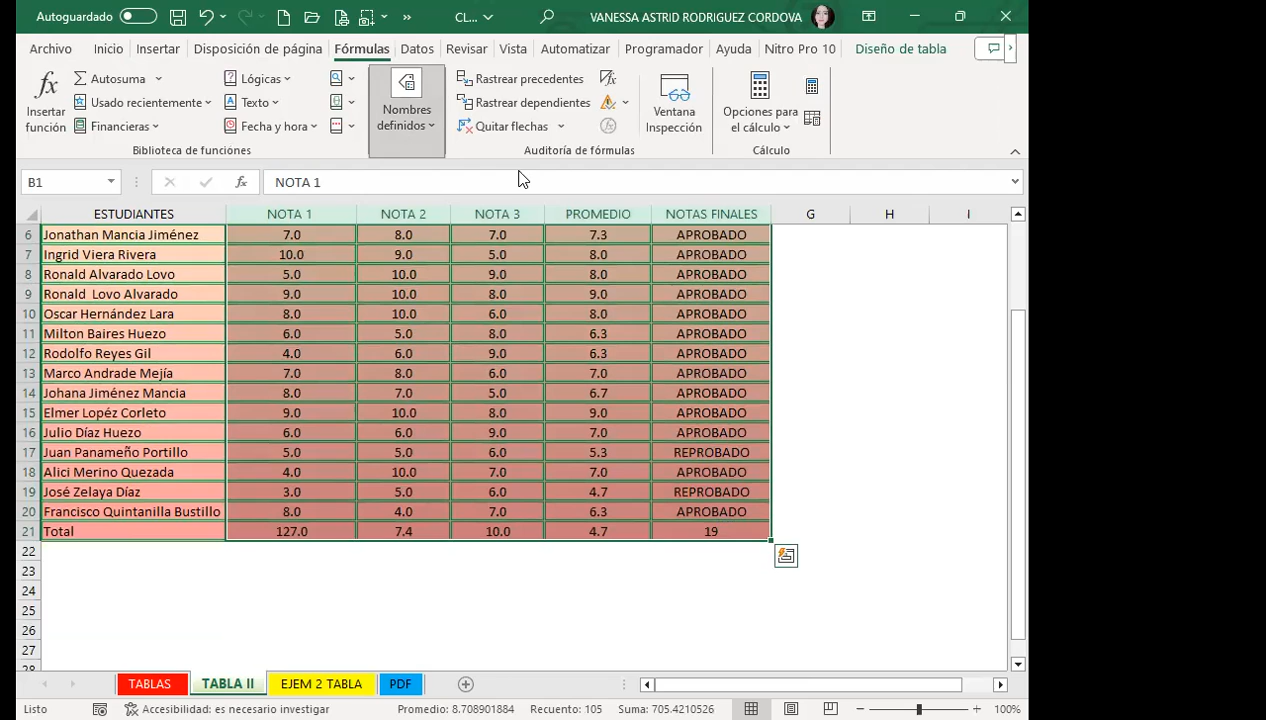 Autoguardado CL... VANESSA ASTRID RODRIGUEZ CORDOVA
Archivo Inicio Insertar Disposición de página Fórmulas Datos Revisar Vista Automatizar Programador Ayuda Nitro Pro 10 Diseño de tabla
fx Insertar función
Autosuma
Usado recientemente
Financieras
Lógicas
Texto
Fecha y hora
Biblioteca de funciones
Nombres definidos
Rastrear precedentes
Rastrear dependientes
Quitar flechas
Auditoría de fórmulas
Ventana Inspección
Opciones para el cálculo
Cálculo
B1 fx NOTA 1
ESTUDIANTES NOTA 1 NOTA 2 NOTA 3 PROMEDIO NOTAS FINALES G H I
6 Jonathan Mancia Jiménez 7.0 8.0 7.0 7.3 APROBADO
7 Ingrid Viera Rivera 10.0 9.0 5.0 8.0 APROBADO
8 Ronald Alvarado Lovo 5.0 10.0 9.0 8.0 APROBADO
9 Ronald  Lovo Alvarado 9.0 10.0 8.0 9.0 APROBADO
10 Oscar Hernández Lara 8.0 10.0 6.0 8.0 APROBADO
11 Milton Baires Huezo 6.0 5.0 8.0 6.3 APROBADO
12 Rodolfo Reyes Gil 4.0 6.0 9.0 6.3 APROBADO
13 Marco Andrade Mejía 7.0 8.0 6.0 7.0 APROBADO
14 Johana Jiménez Mancia 8.0 7.0 5.0 6.7 APROBADO
15 Elmer Lopéz Corleto 9.0 10.0 8.0 9.0 APROBADO
16 Julio Díaz Huezo 6.0 6.0 9.0 7.0 APROBADO
17 Juan Panameño Portillo 5.0 5.0 6.0 5.3 REPROBADO
18 Alici Merino Quezada 4.0 10.0 7.0 7.0 APROBADO
19 José Zelaya Díaz 3.0 5.0 6.0 4.7 REPROBADO
20 Francisco Quintanilla Bustillo 8.0 4.0 7.0 6.3 APROBADO
21 Total 127.0 7.4 10.0 4.7 19
22
23
24
25
26
27
28
TABLAS TABLA II EJEM 2 TABLA PDF
Listo Accesibilidad: es necesario investigar Promedio: 8.708901884 Recuento: 105 Suma: 705.4210526 100%